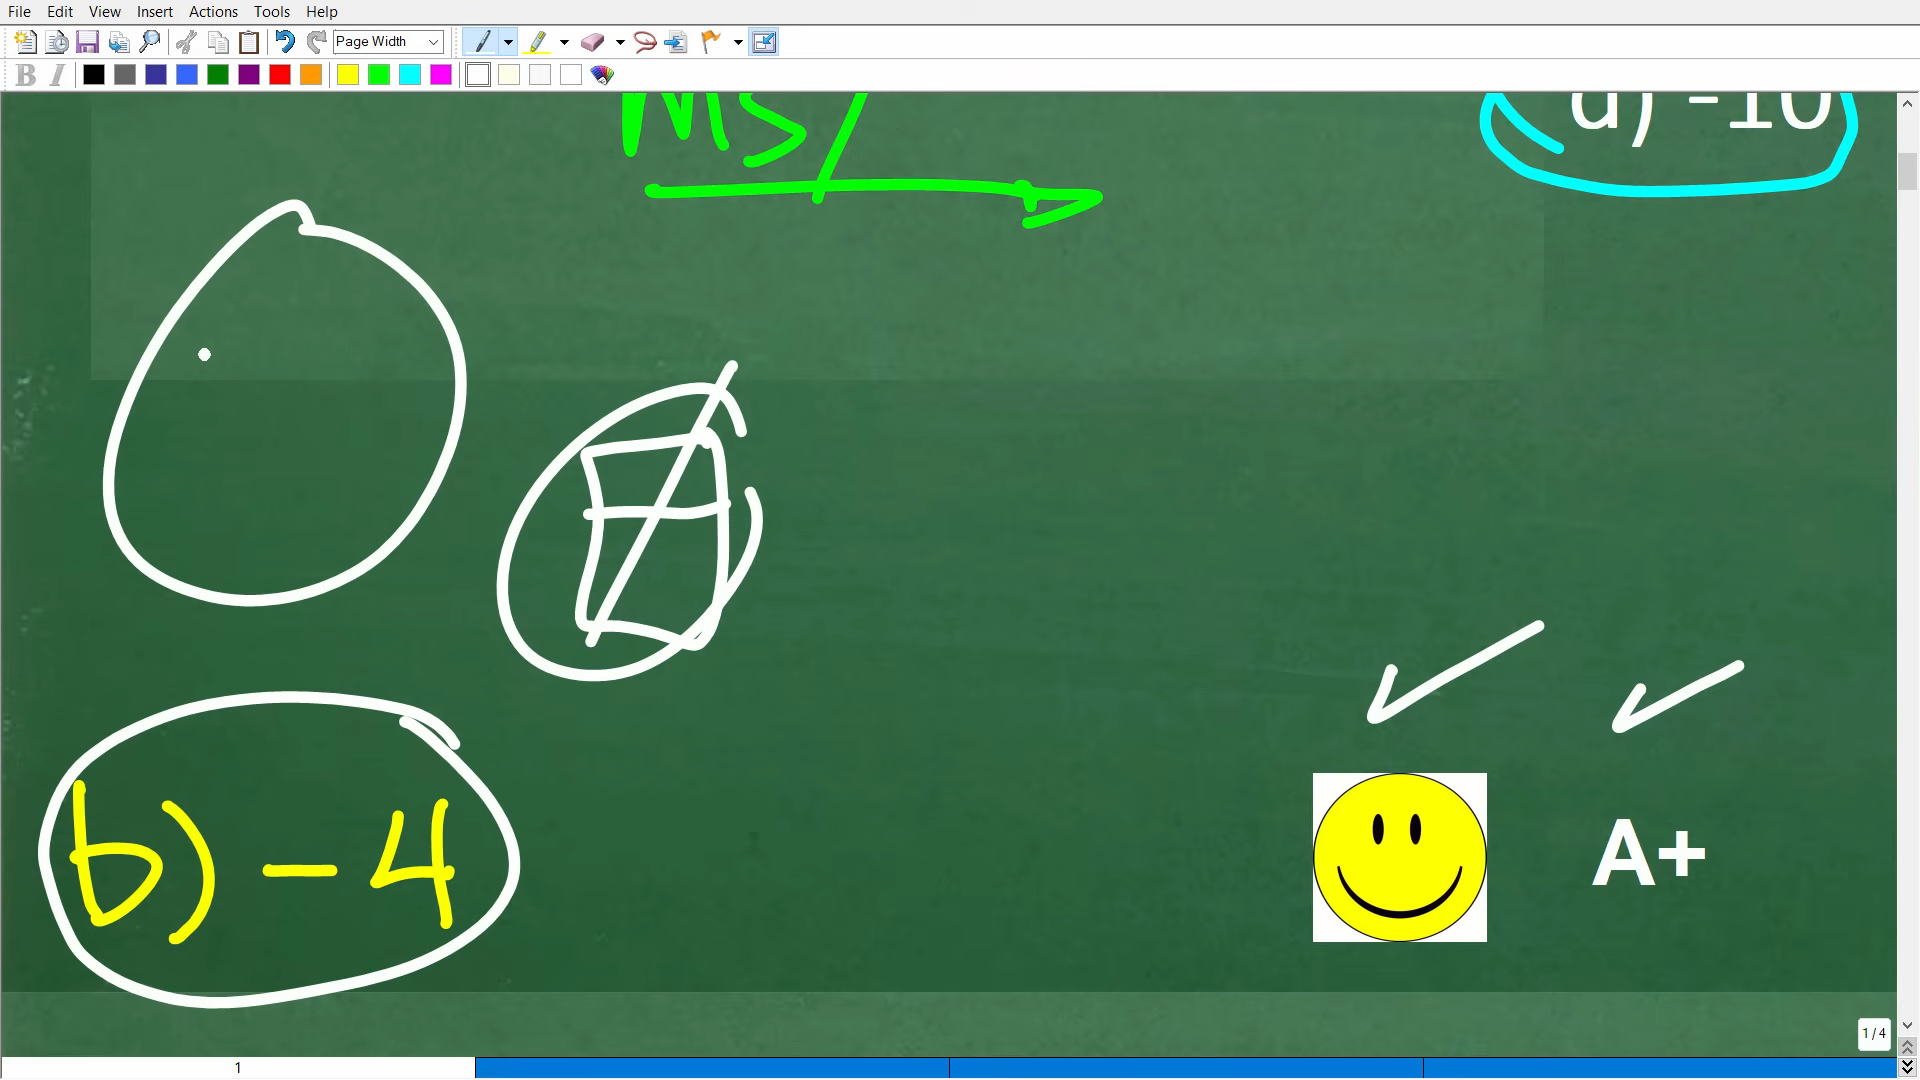 File Edit View Insert Actions Tools Help
Page Width
B I
d) -10
b) - 4
A+
1 / 4
1